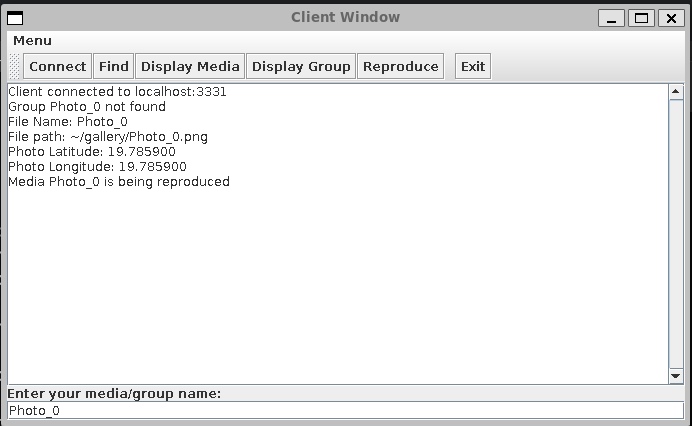 Client Window
Menu
Connect Find Display Media Display Group Reproduce Exit
Client connected to localhost:3331
Group Photo_0 not found
File Name: Photo_0
File path: ~/gallery/Photo_0.png
Photo Latitude: 19.785900
Photo Longitude: 19.785900
Media Photo_0 is being reproduced
Enter your media/group name:
Photo_0